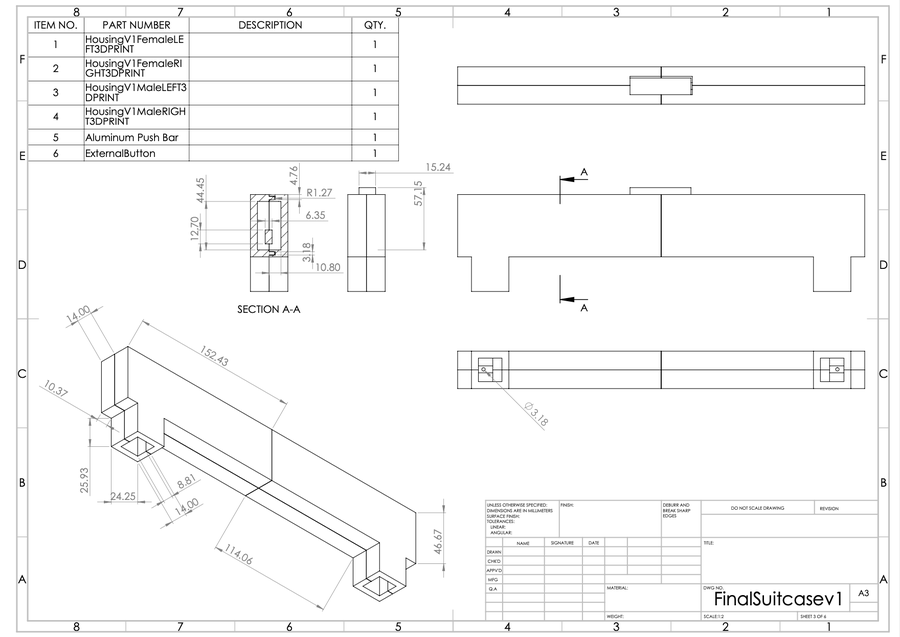 8 7 6 5 4 3 2 1
ITEM NO. PART NUMBER DESCRIPTION QTY.
1 HousingV1FemaleLE 1
FT3DPRINT
2 HousingV1FemaleRI 1
GHT3DPRINT
3 HousingV1MaleLEFT3 1
DPRINT
4 HousingV1MaleRIGH 1
T3DPRINT
5 Aluminum Push Bar 1
6 ExternalButton 1
F F
E E
15.24
4.76
44.45
R1.27
57.15
6.35
12.70
3.18
10.80
A
D D
SECTION A-A
A
14.00
152.43
C C
10.37
∅3.18
25.93
24.25
8.81
14.00
B B
114.06
46.67
UNLESS OTHERWISE SPECIFIED:
DIMENSIONS ARE IN MILLIMETERS
SURFACE FINISH:
TOLERANCES:
LINEAR:
ANGULAR:
FINISH:
DEBURR AND
BREAK SHARP
EDGES
DO NOT SCALE DRAWING
REVISION
NAME SIGNATURE DATE
TITLE:
DRAWN
CHK'D
APPV'D
MFG
Q.A
MATERIAL:
DWG NO.
FinalSuitcasev1
A3
WEIGHT:
SCALE:1:2
SHEET 5 OF 6
A A
8 7 6 5 4 3 2 1